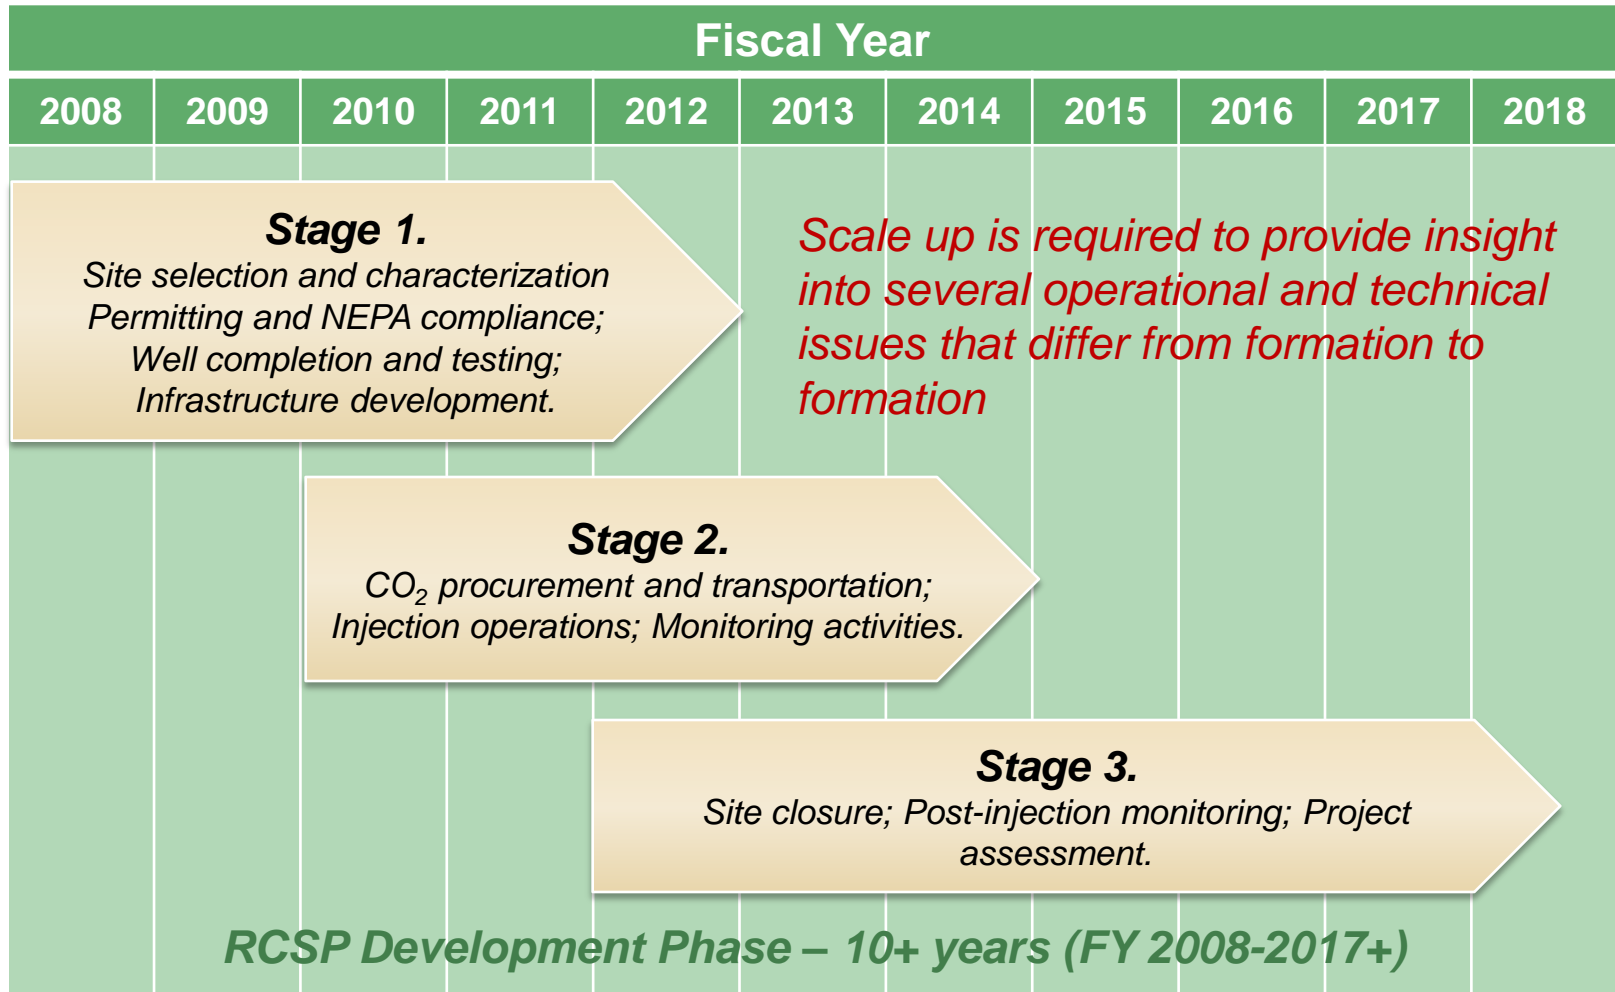 Fiscal Year
2008 2009 2010 2011 2012 2013 2014 2015 2016 2017 2018
Stage 1.
Site selection and characterization
Permitting and NEPA compliance;
Well completion and testing;
Infrastructure development.
Scale up is required to provide insight
into several operational and technical
issues that differ from formation to
formation
Stage 2.
CO₂ procurement and transportation;
Injection operations; Monitoring activities.
Stage 3.
Site closure; Post-injection monitoring; Project
assessment.
RCSP Development Phase – 10+ years (FY 2008-2017+)